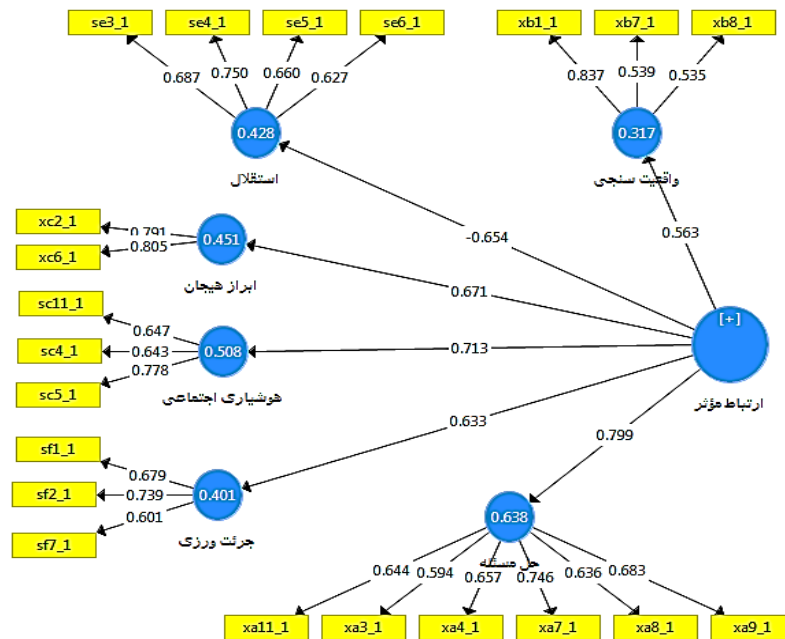 se3_1 se4_1 se5_1 se6_1 xb1_1 xb7_1 xb8_1
0.687 0.750 0.660 0.627 0.837 0.539 0.535
0.428 0.317
استقلال واقعیت سنجی
-0.654 0.563
xc2_1 0.791
xc6_1 0.805
0.451
ابراز هیجان
0.671
sc11_1 0.647
sc4_1 0.643
sc5_1 0.778
0.508
هوشیاری اجتماعی
0.713
[+]
ارتباط مؤثر
0.633
0.799
sf1_1 0.679
sf2_1 0.739
sf7_1 0.601
0.401
جرئت ورزی
0.638
حل مسئله
0.644 0.594 0.657 0.746 0.636 0.683
xa11_1 xa3_1 xa4_1 xa7_1 xa8_1 xa9_1